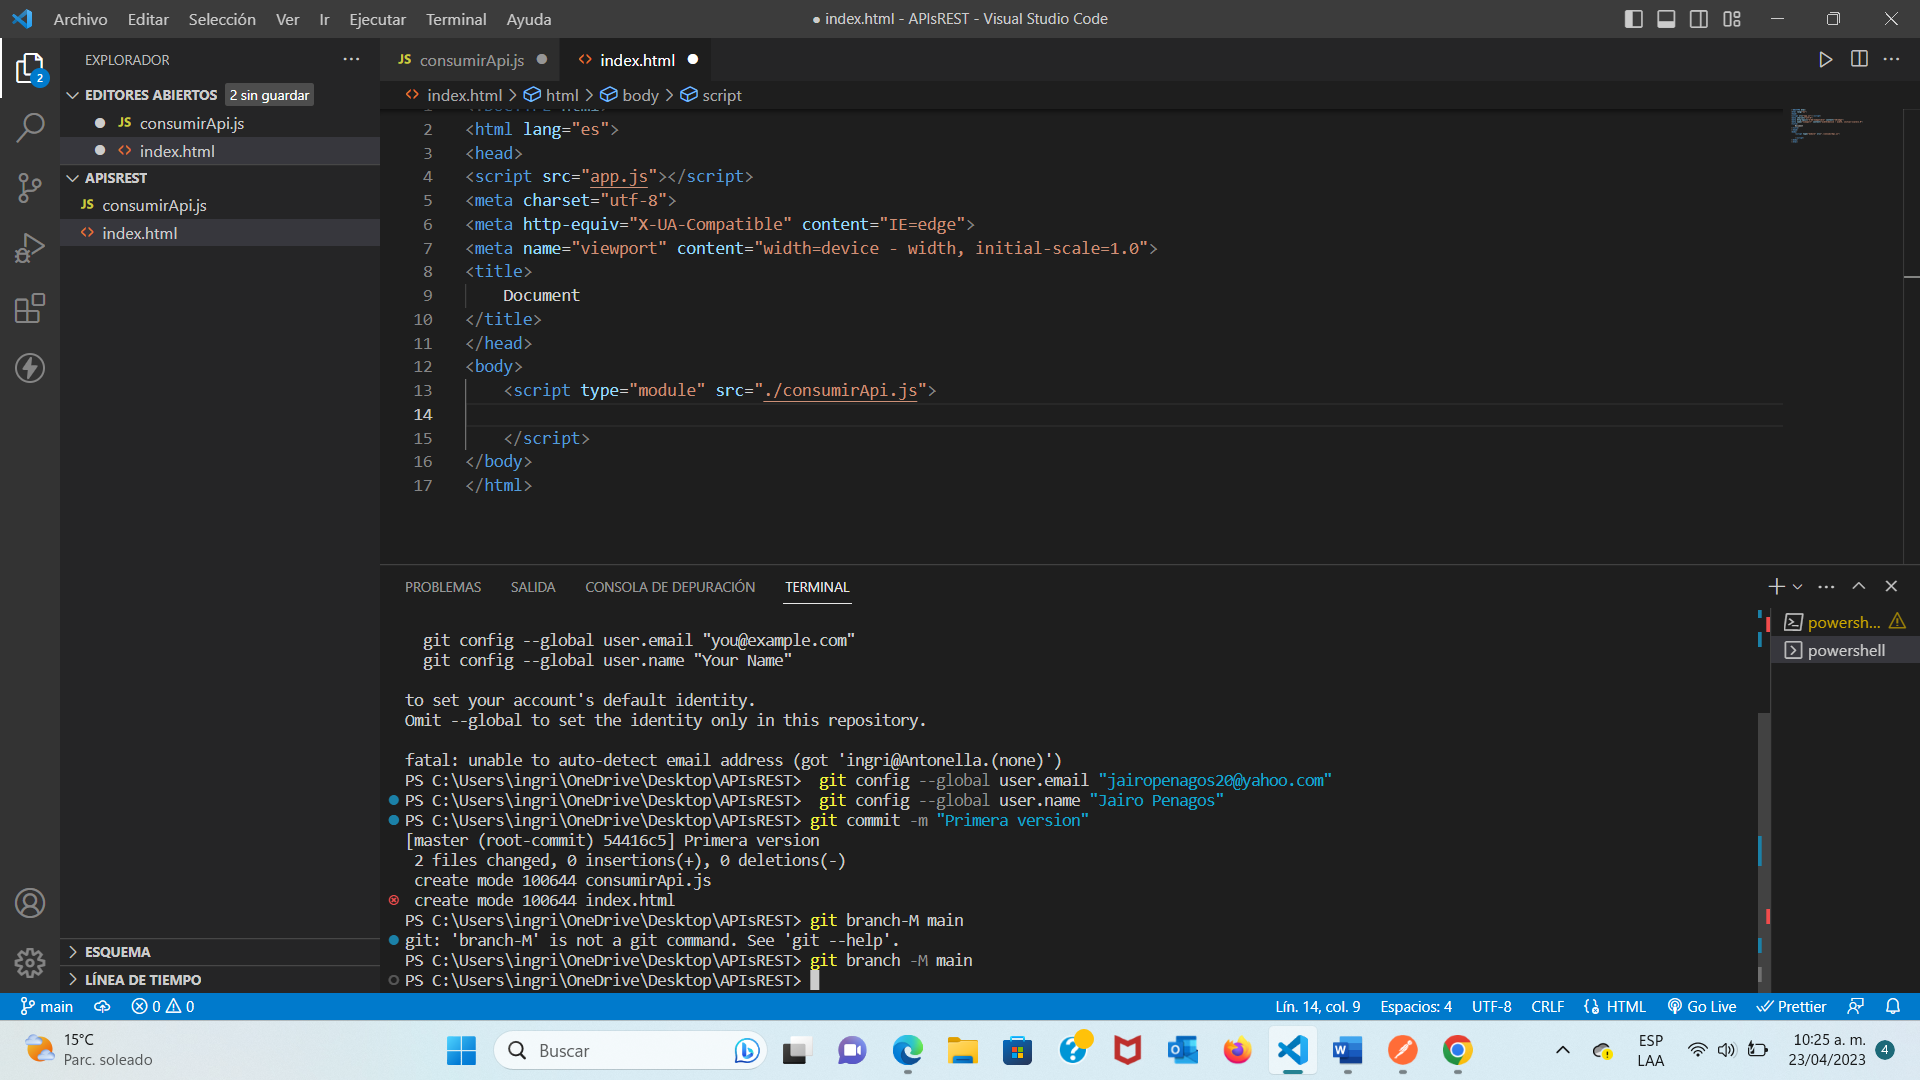 Archivo Editar Selección Ver Ir Ejecutar Terminal Ayuda
● index.html - APIsREST - Visual Studio Code
EXPLORADOR
EDITORES ABIERTOS 2 sin guardar
JS consumirApi.js
<> index.html
APISREST
JS consumirApi.js
<> index.html
ESQUEMA
LÍNEA DE TIEMPO
2
JS consumirApi.js
<> index.html
<> index.html > html > body > script
2 <html lang="es">
3 <head>
4 <script src="app.js"></script>
5 <meta charset="utf-8">
6 <meta http-equiv="X-UA-Compatible" content="IE=edge">
7 <meta name="viewport" content="width=device - width, initial-scale=1.0">
8 <title>
9 Document
10 </title>
11 </head>
12 <body>
13 <script type="module" src="./consumirApi.js">
14
15 </script>
16 </body>
17 </html>
PROBLEMAS SALIDA CONSOLA DE DEPURACIÓN TERMINAL
git config --global user.email "you@example.com"
git config --global user.name "Your Name"
to set your account's default identity.
Omit --global to set the identity only in this repository.
fatal: unable to auto-detect email address (got 'ingri@Antonella.(none)')
PS C:\Users\ingri\OneDrive\Desktop\APIsREST> git config --global user.email "jairopenagos20@yahoo.com"
PS C:\Users\ingri\OneDrive\Desktop\APIsREST> git config --global user.name "Jairo Penagos"
PS C:\Users\ingri\OneDrive\Desktop\APIsREST> git commit -m "Primera version"
[master (root-commit) 54416c5] Primera version
2 files changed, 0 insertions(+), 0 deletions(-)
create mode 100644 consumirApi.js
create mode 100644 index.html
PS C:\Users\ingri\OneDrive\Desktop\APIsREST> git branch-M main
git: 'branch-M' is not a git command. See 'git --help'.
PS C:\Users\ingri\OneDrive\Desktop\APIsREST> git branch -M main
PS C:\Users\ingri\OneDrive\Desktop\APIsREST>
powersh...
powershell
main 0 0
Lín. 14, col. 9 Espacios: 4 UTF-8 CRLF {} HTML Go Live Prettier
15°C
Parc. soleado
Buscar
ESP
LAA
10:25 a. m.
23/04/2023
4